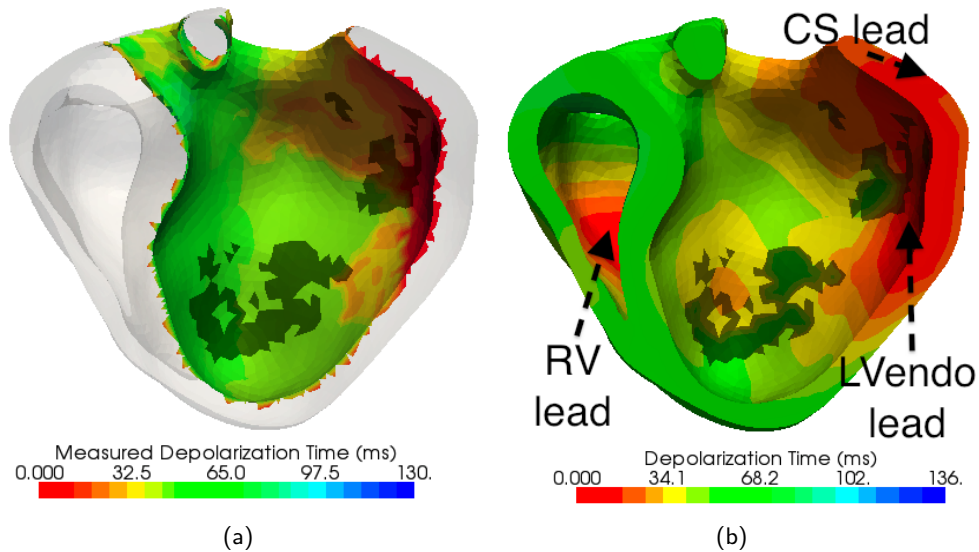 CS lead
RV
lead
LVendo
lead
Measured Depolarization Time (ms)
0.000 32.5 65.0 97.5 130.
Depolarization Time (ms)
0.000 34.1 68.2 102. 136.
(a)
(b)